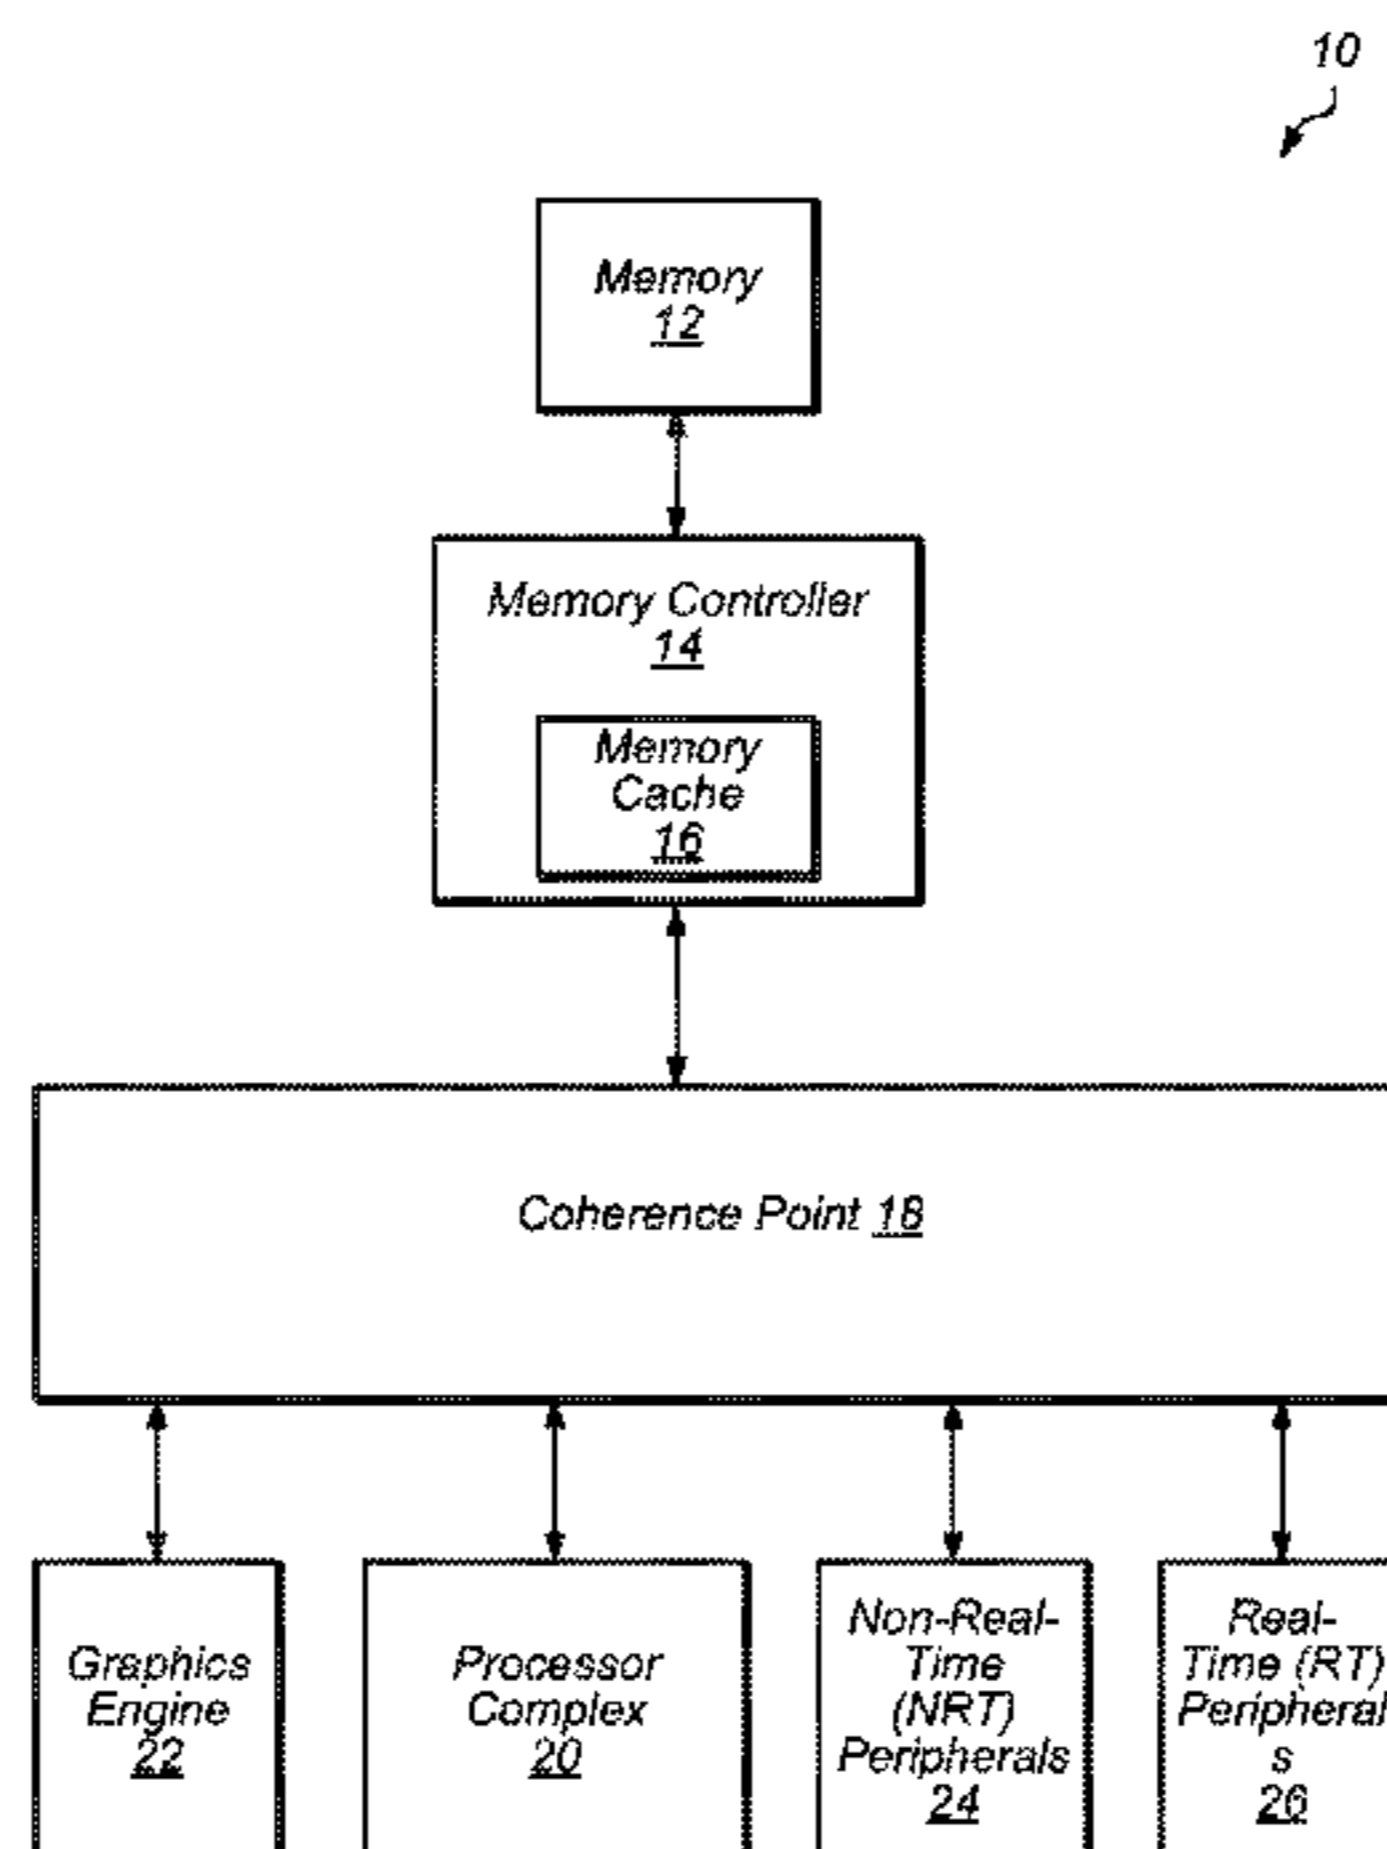 10
Memory
12
Memory Controller
14
Memory
Cache
16
Coherence Point 18
Graphics
Engine
22
Processor
Complex
20
Non-Real-
Time
(NRT)
Peripherals
24
Real-
Time (RT)
Peripheral
s
26